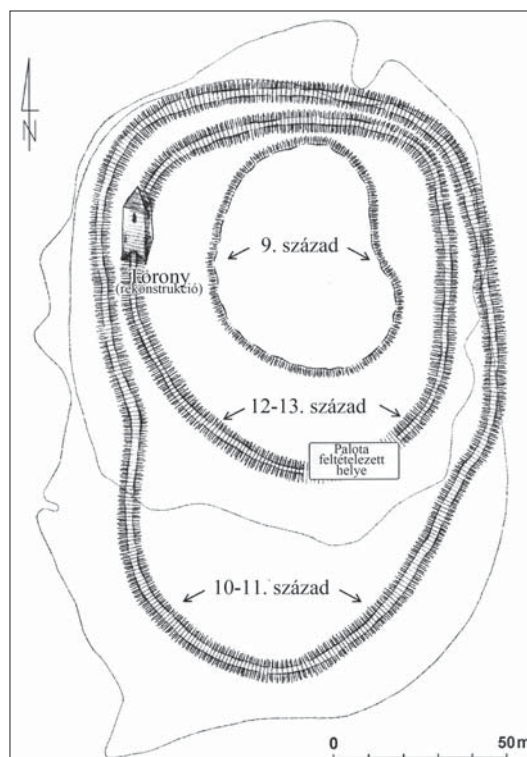 N
9. század
Torony
(rekonstrukció)
12-13. század
Palota
feltételezett
helye
10-11. század
0 50 m